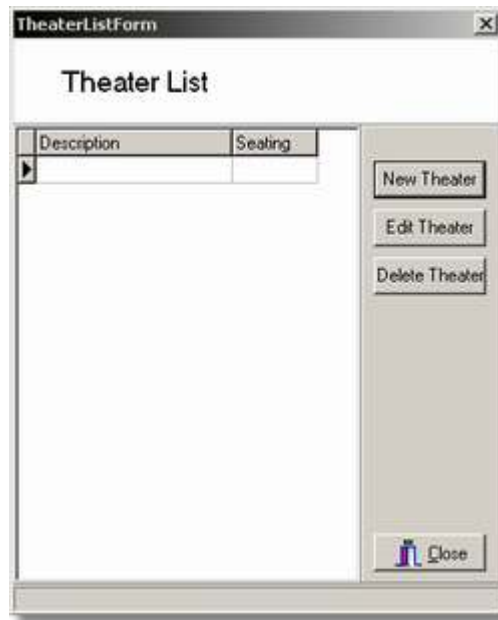 TheaterListForm
Theater List
Description Seating
New Theater
Edit Theater
Delete Theater
Close